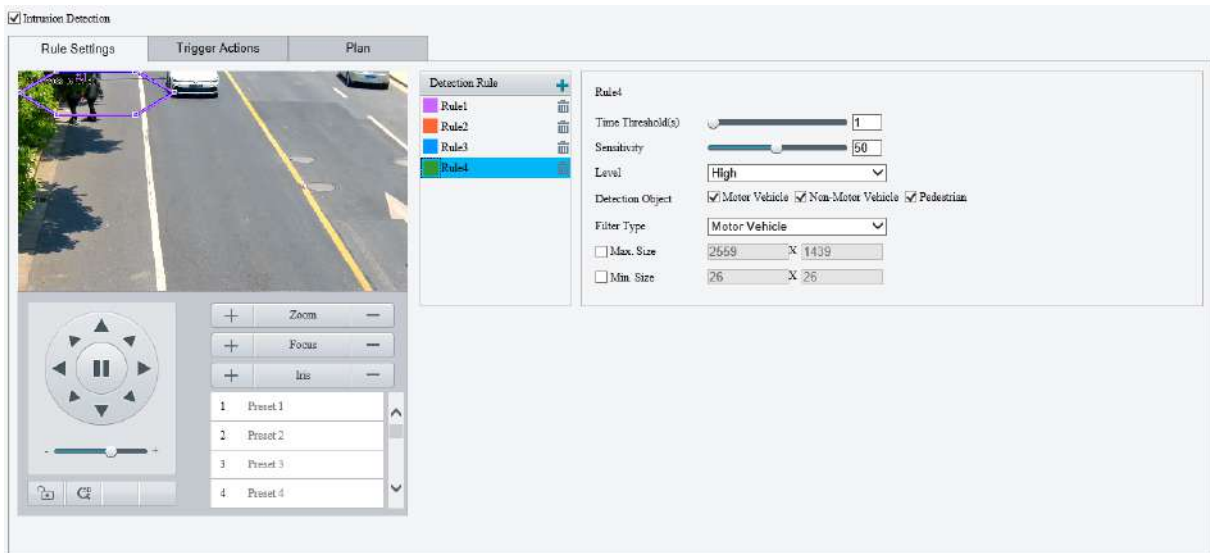 Intrusion Detection
Rule Settings Trigger Actions Plan
Detection Rule
Rule1
Rule2
Rule3
Rule4
Rule4
Time Threshold(s) 1
Sensitivity 50
Level High
Detection Object Motor Vehicle Non-Motor Vehicle Pedestrian
Filter Type Motor Vehicle
Max. Size 2559 X 1439
Min. Size 26 X 26
+ Zoom −
+ Focus −
+ Iris −
1 Preset 1
2 Preset 2
3 Preset 3
4 Preset 4
- +